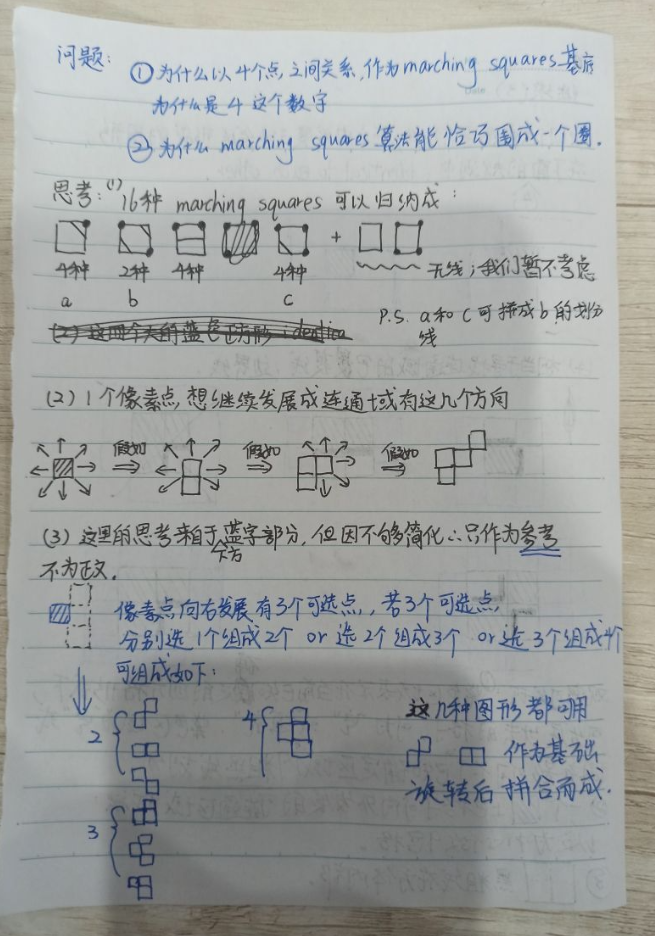 问题: ①为什么以4个点之间关系,作为marching squares基底
为什么是4这个数字
②为什么marching squares算法能恰巧围成一个圈.
思考:(1)16种 marching squares 可以归纳成:
+
4种 2种 4种 4种 无线;我们暂不考虑
a b c
P.S. a和c可拼成b的划分
线
(2)1个像素点,想继续发展成连通域有这几个方向
假如 假如 假如
(3)这里的思考来自于蓝字部分,但因不够简化∴只作为参考
下方
不为正文.
像素点向右发展有3个可选点,若3个可选点,
分别选1个组成2个 or 选2个组成3个 or 选3个组成4个
可组成如下:
2
4
3
这几种图形都可用
作为基础
旋转后拼合而成.